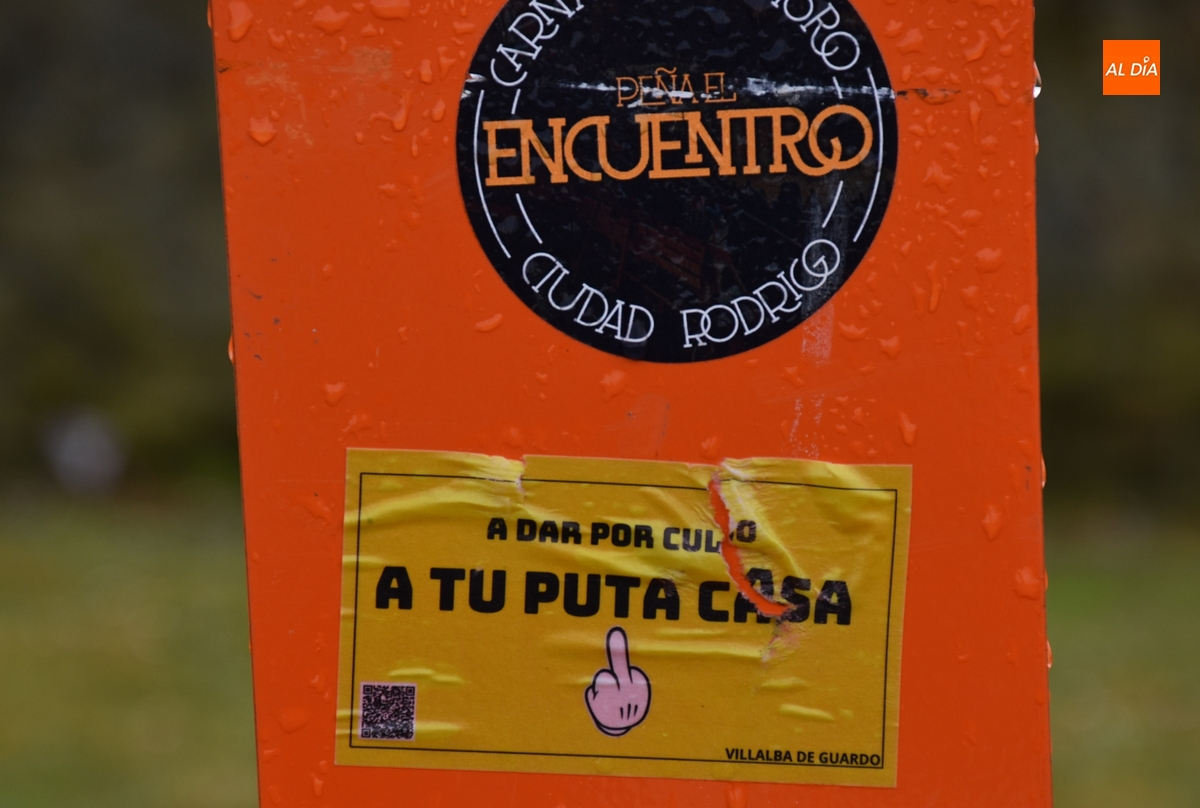 AL DÍA
PEÑA EL
ENCUENTRO
CIUDAD RODRIGO
A DAR POR CULO
A TU PUTA CASA
VILLALBA DE GUARDO